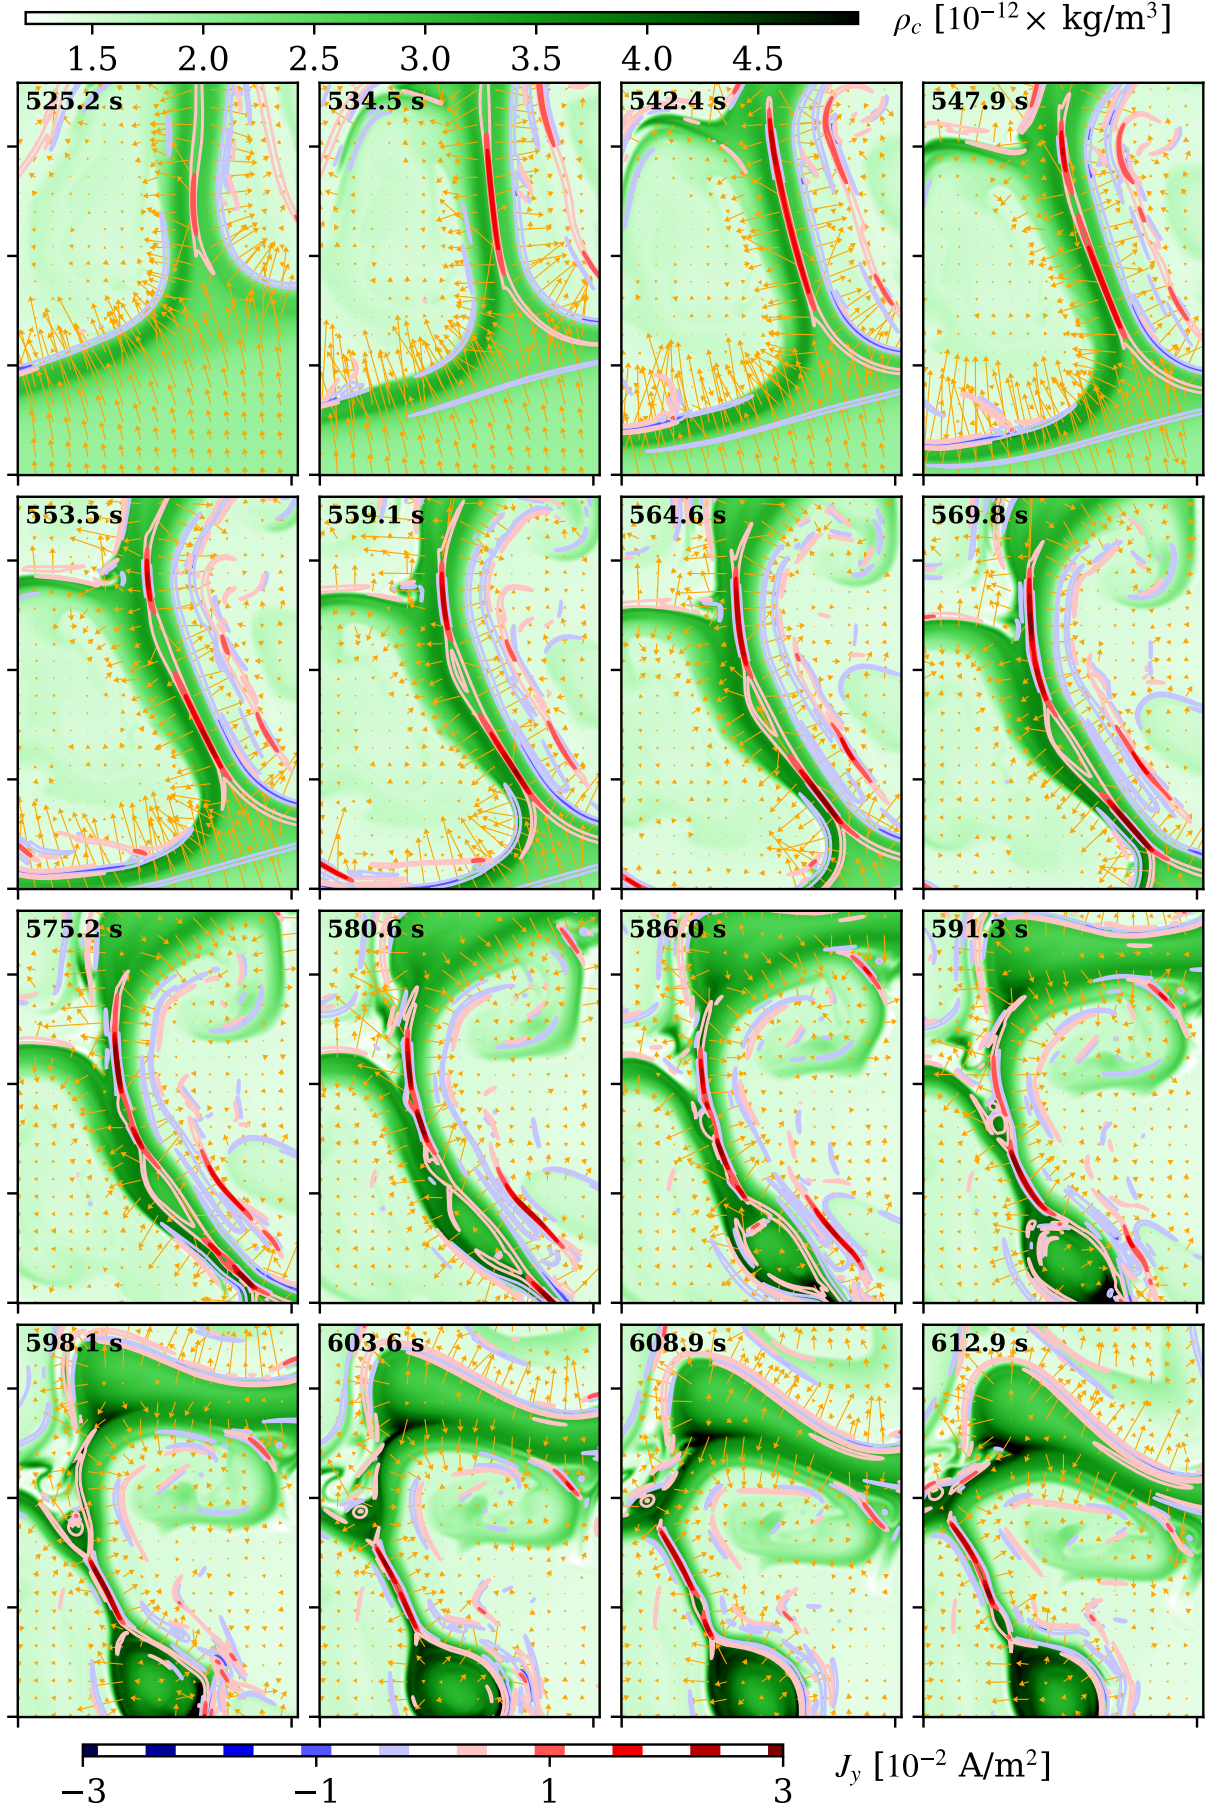 ρc [10−12× kg/m3]
1.5 2.0 2.5 3.0 3.5 4.0 4.5
525.2 s 534.5 s 542.4 s 547.9 s
553.5 s 559.1 s 564.6 s 569.8 s
575.2 s 580.6 s 586.0 s 591.3 s
598.1 s 603.6 s 608.9 s 612.9 s
Jy [10−2 A/m2]
−3 −1 1 3